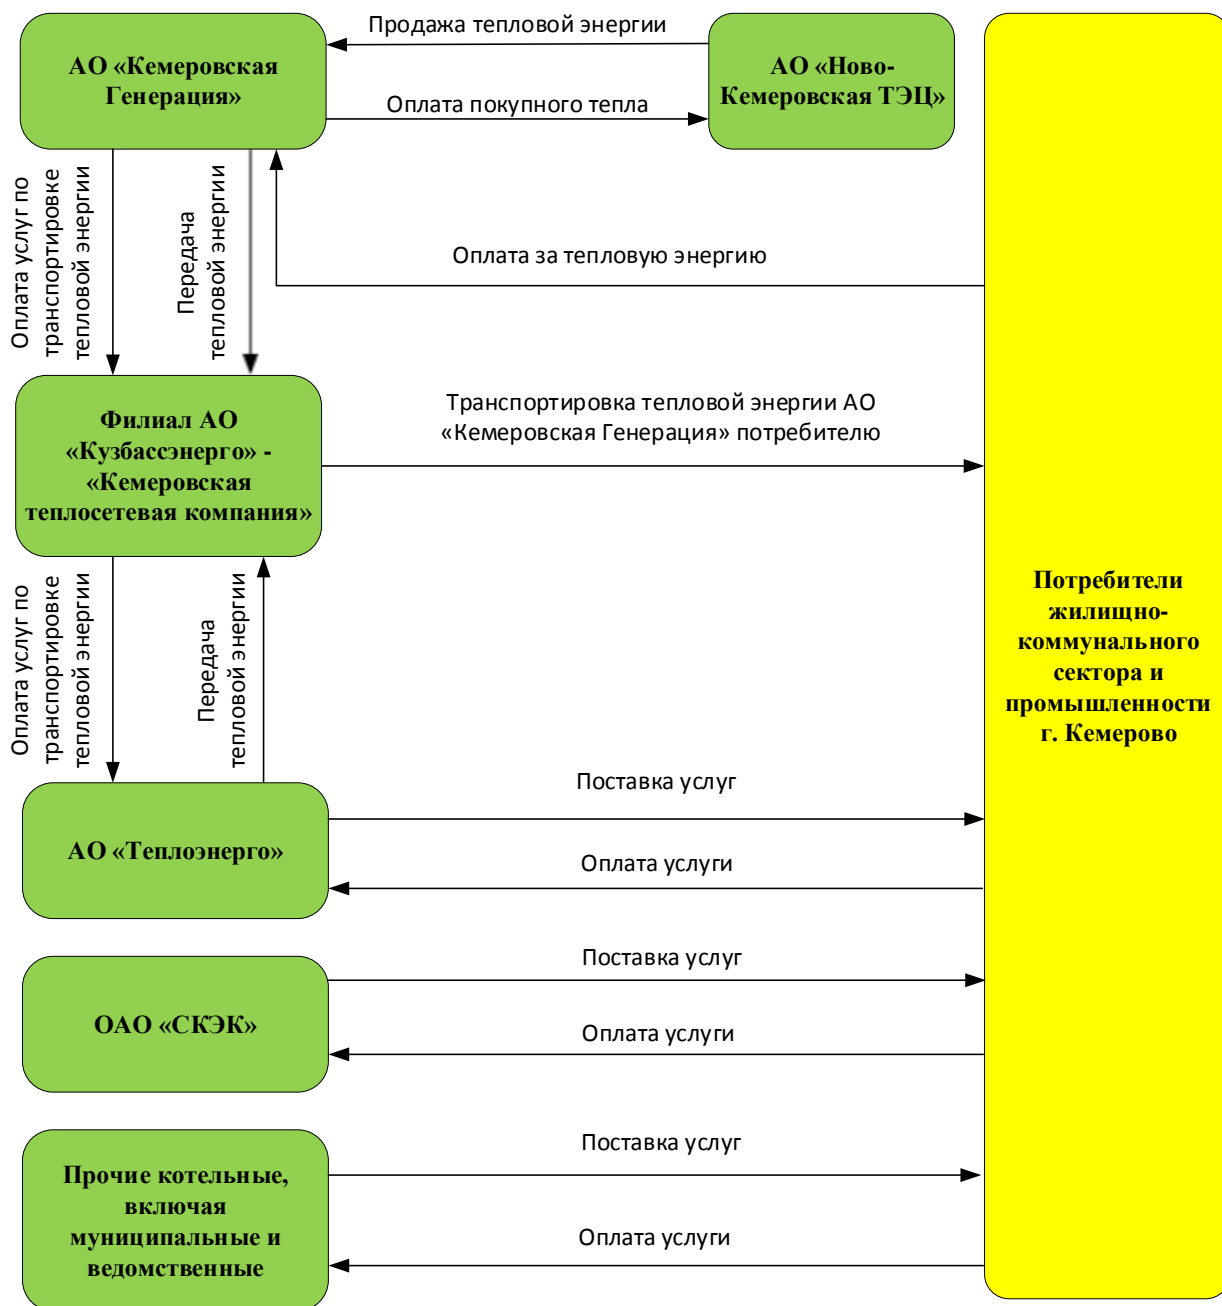 Продажа тепловой энергии
АО «Кемеровская
Генерация»
АО «Ново-
Кемеровская ТЭЦ»
Оплата покупного тепла
Оплата услуг по
транспортировке
тепловой энергии
Передача
тепловой энергии
Оплата за тепловую энергию
Филиал АО
«Кузбассэнерго» -
«Кемеровская
теплосетевая компания»
Транспортировка тепловой энергии АО
«Кемеровская Генерация» потребителю
Оплата услуг по
транспортировке
тепловой энергии
Передача
тепловой энергии
Потребители
жилищно-
коммунального
сектора и
промышленности
г. Кемерово
АО «Теплоэнерго»
Поставка услуг
Оплата услуги
ОАО «СКЭК»
Поставка услуг
Оплата услуги
Прочие котельные,
включая
муниципальные и
ведомственные
Поставка услуг
Оплата услуги